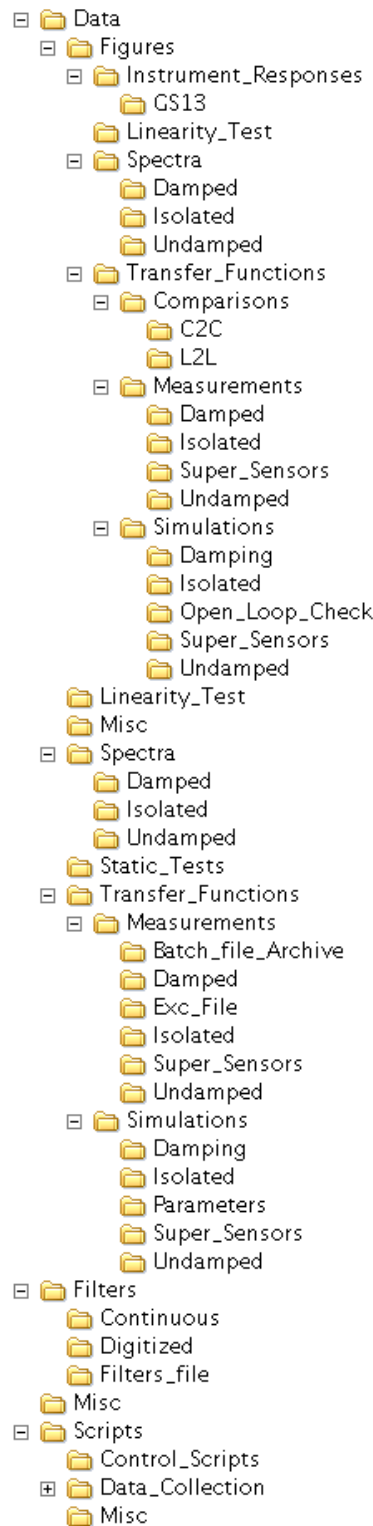 Data
Figures
Instrument_Responses
GS13
Linearity_Test
Spectra
Damped
Isolated
Undamped
Transfer_Functions
Comparisons
C2C
L2L
Measurements
Damped
Isolated
Super_Sensors
Undamped
Simulations
Damping
Isolated
Open_Loop_Check
Super_Sensors
Undamped
Linearity_Test
Misc
Spectra
Damped
Isolated
Undamped
Static_Tests
Transfer_Functions
Measurements
Batch_file_Archive
Damped
Exc_File
Isolated
Super_Sensors
Undamped
Simulations
Damping
Isolated
Parameters
Super_Sensors
Undamped
Filters
Continuous
Digitized
Filters_file
Misc
Scripts
Control_Scripts
Data_Collection
Misc